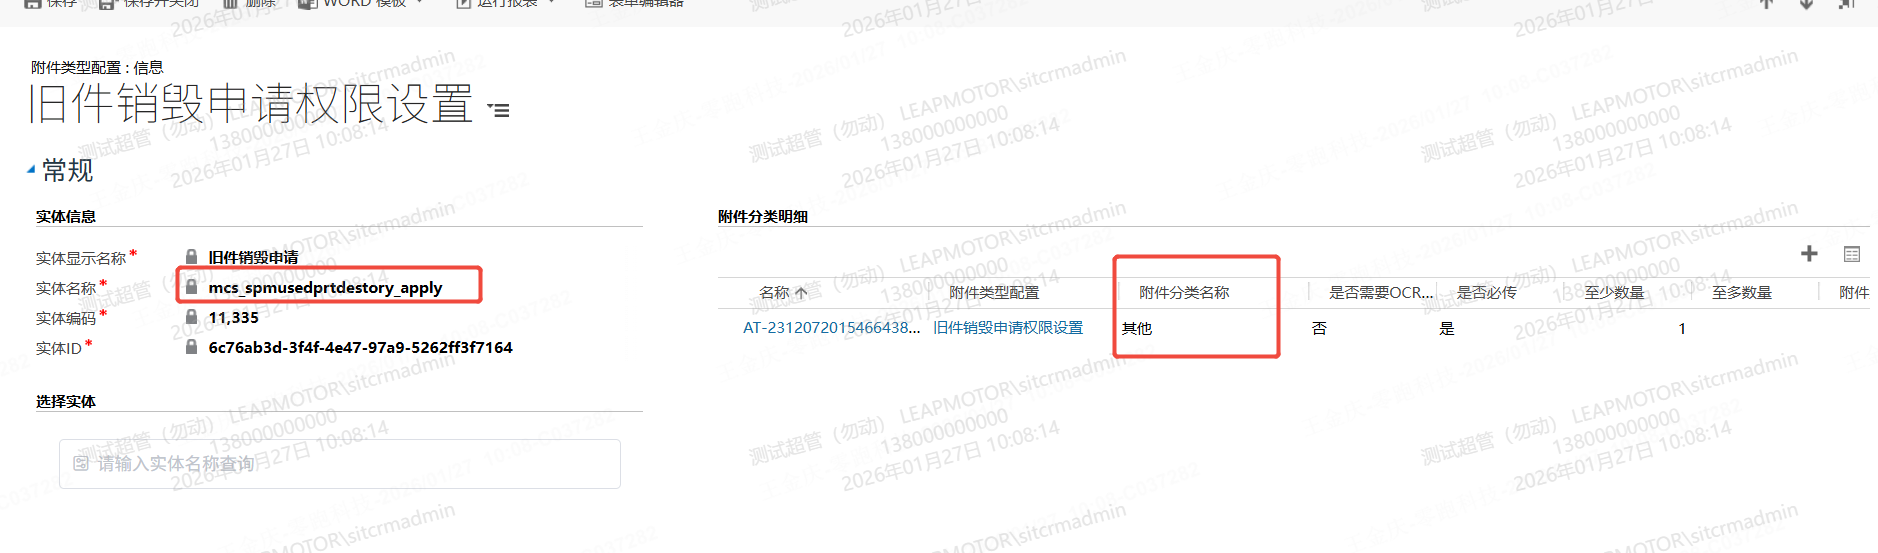 保存 保存并关闭 删除 WORD 模板 运行报表 表单编辑器
附件类型配置 : 信息
旧件销毁申请权限设置
常规
实体信息
实体显示名称* 旧件销毁申请
实体名称* mcs_spmusedprtdestory_apply
实体编码* 11,335
实体ID* 6c76ab3d-3f4f-4e47-97a9-5262ff3f7164
选择实体
请输入实体名称查询
附件分类明细
名称 附件类型配置 附件分类名称 是否需要OCR... 是否必传 至少数量 至多数量 附件
AT-2312072015466438... 旧件销毁申请权限设置 其他 否 是 1
测试超管（勿动） LEAPMOTOR\sitcrmadmin
138000000000
2026年01月27日 10:08:14